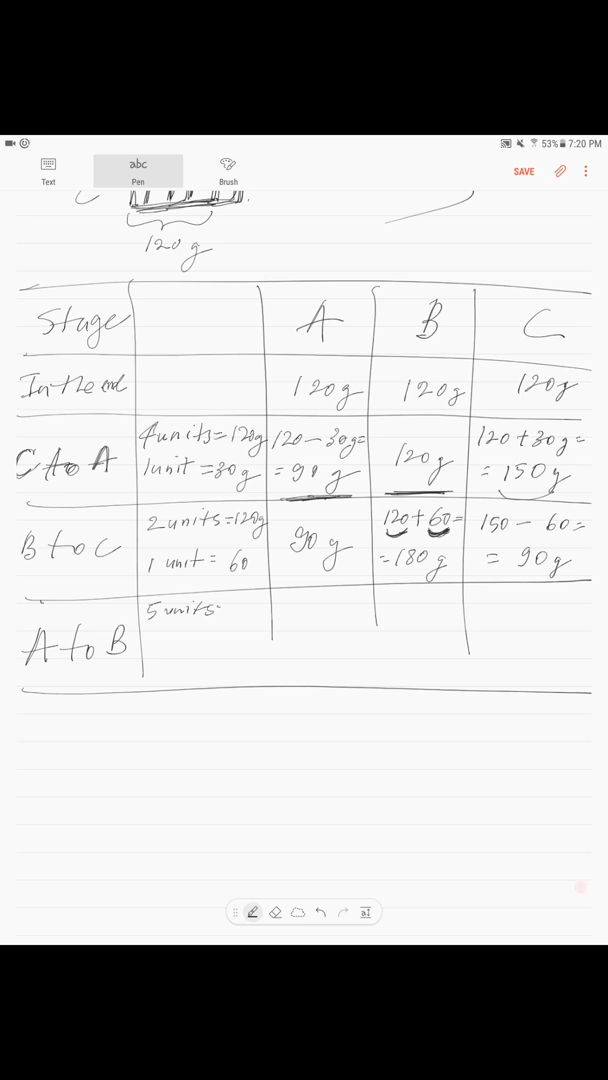 53% 7:20 PM
Text
abc
Pen
Brush
SAVE
C
120 g
Stage A B C
In the end 120g 120g 120g
C to A
4 units = 120g
1 unit = 30g
120 - 30g =
= 90 g
120g
120 + 30g =
= 150g
B to C
2 units = 120g
1 unit = 60
90 g
120 + 60 =
= 180g
150 - 60 =
= 90g
A to B
5 units